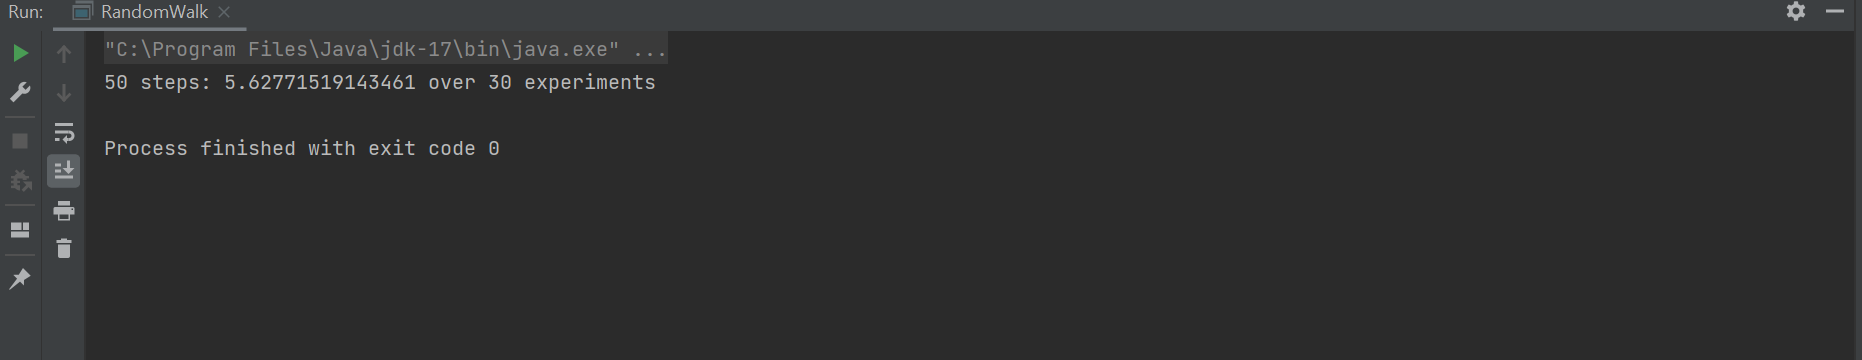 Run: RandomWalk
"C:\Program Files\Java\jdk-17\bin\java.exe" ...
50 steps: 5.62771519143461 over 30 experiments
Process finished with exit code 0